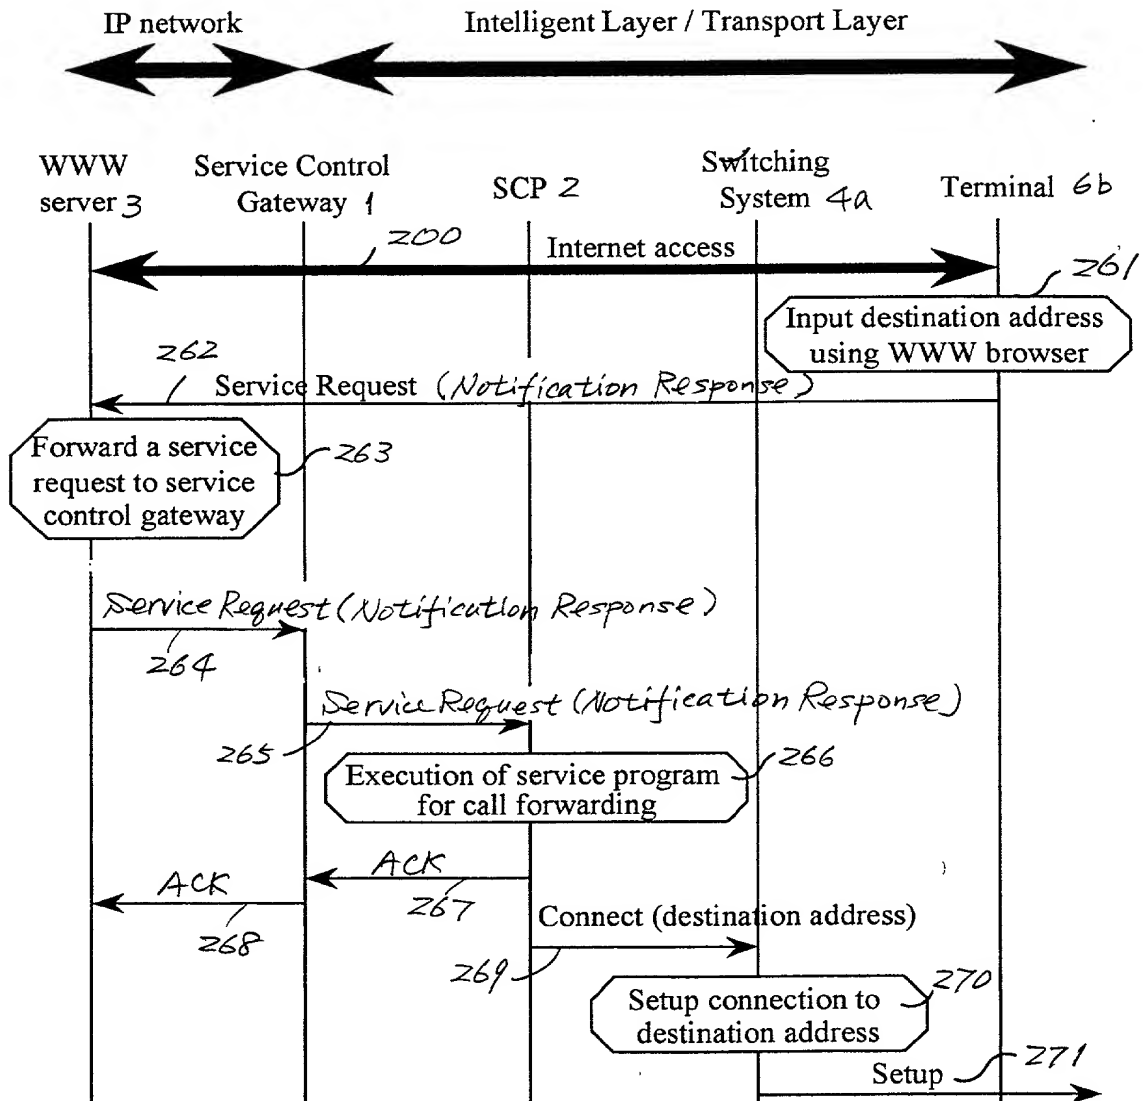 IP network
Intelligent Layer / Transport Layer
WWW
server 3
Service Control
Gateway 1
SCP 2
Switching
System 4a
Terminal 6b
200
Internet access
261
Input destination address
using WWW browser
262
Service Request (Notification Response)
Forward a service
request to service
control gateway
263
Service Request (Notification Response)
264
Service Request (Notification Response)
265
Execution of service program
for call forwarding
266
ACK
267
ACK
268
Connect (destination address)
269
Setup connection to
destination address
270
Setup
271